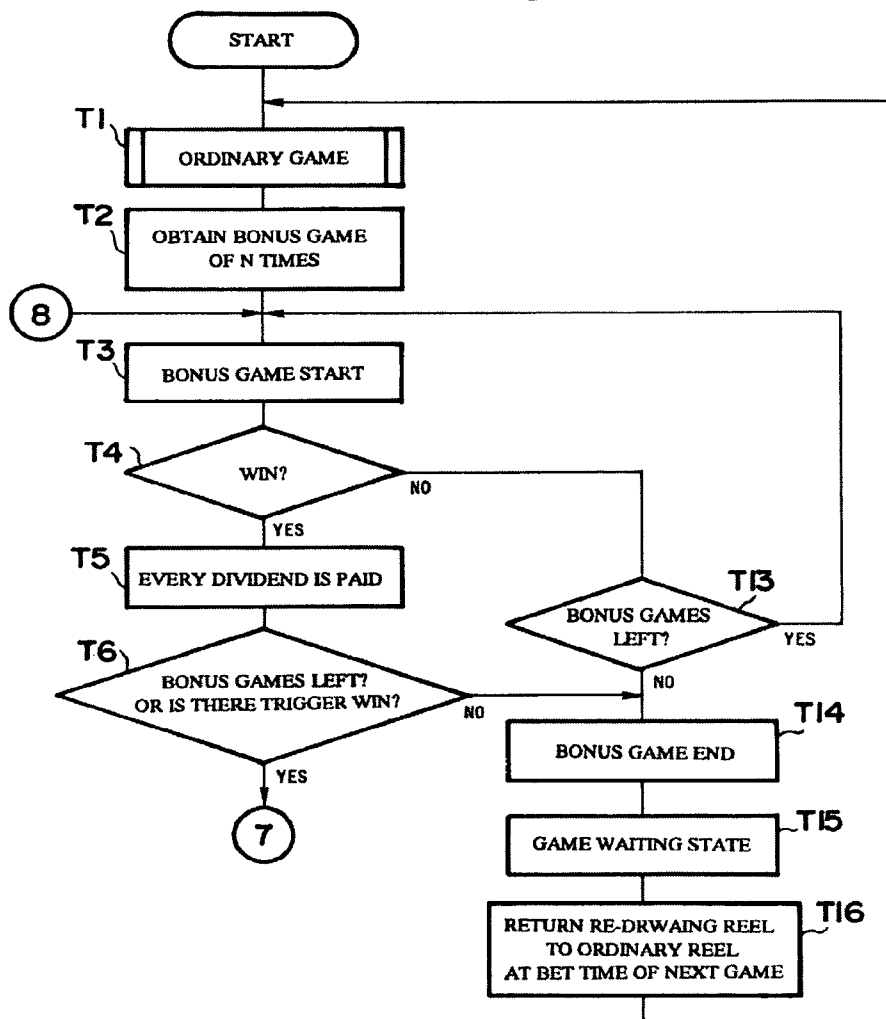 START
T1
ORDINARY GAME
T2
OBTAIN BONUS GAME
OF N TIMES
8
T3
BONUS GAME START
T4
WIN?
NO
YES
T5
EVERY DIVIDEND IS PAID
T13
BONUS GAMES
LEFT?
YES
NO
T6
BONUS GAMES LEFT?
OR IS THERE TRIGGER WIN?
NO
YES
7
T14
BONUS GAME END
T15
GAME WAITING STATE
T16
RETURN RE-DRWAING REEL
TO ORDINARY REEL
AT BET TIME OF NEXT GAME